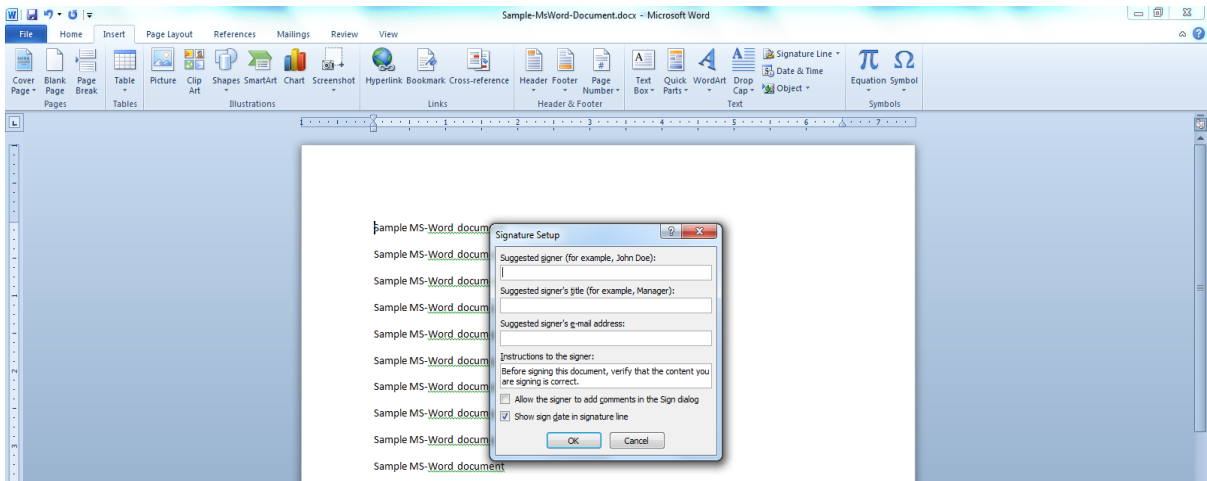 Sample-MsWord-Document.docx - Microsoft Word
File Home Insert Page Layout References Mailings Review View
Cover Page Blank Page Page Break
Pages
Table
Tables
Picture Clip Art Shapes SmartArt Chart Screenshot
Illustrations
Hyperlink Bookmark Cross-reference
Links
Header Footer Page Number
Header & Footer
Text Box Quick Parts WordArt Drop Cap
Signature Line
Date & Time
Object
Text
Equation Symbol
Symbols
1 2 3 4 5 6 7
Sample MS-Word docum
Sample MS-Word docum
Sample MS-Word docum
Sample MS-Word docum
Sample MS-Word docum
Sample MS-Word docum
Sample MS-Word docum
Sample MS-Word docum
Sample MS-Word docum
Sample MS-Word document
Signature Setup
Suggested signer (for example, John Doe):
Suggested signer's title (for example, Manager):
Suggested signer's e-mail address:
Instructions to the signer:
Before signing this document, verify that the content you
are signing is correct.
Allow the signer to add comments in the Sign dialog
Show sign date in signature line
OK Cancel